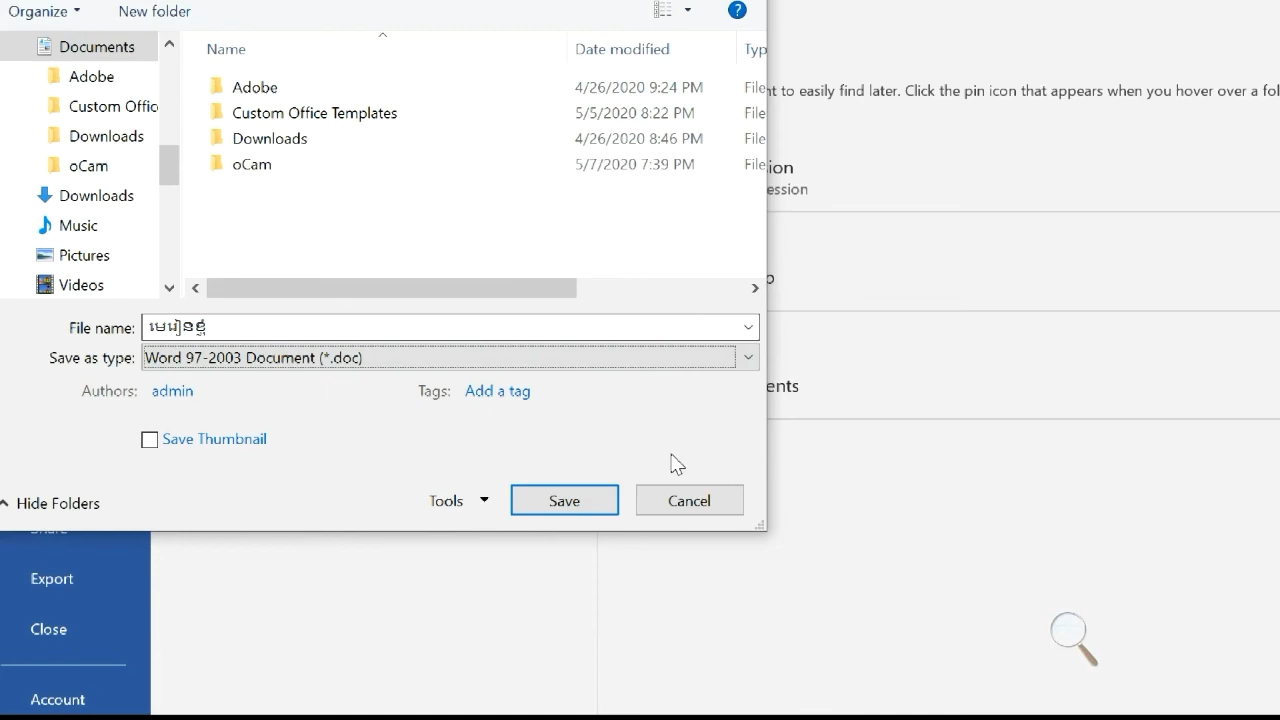 Organize
New folder
Documents
Adobe
Custom Offic
Downloads
oCam
Downloads
Music
Pictures
Videos
Name Date modified Typ
Adobe 4/26/2020 9:24 PM File
Custom Office Templates 5/5/2020 8:22 PM File
Downloads 4/26/2020 8:46 PM File
oCam 5/7/2020 7:39 PM File
File name: មេរៀនខ្ញុំ
Save as type: Word 97-2003 Document (*.doc)
Authors: admin Tags: Add a tag
Save Thumbnail
Hide Folders Tools Save Cancel
nt to easily find later. Click the pin icon that appears when you hover over a fol
ion
ession
p
ents
Share
Export
Close
Account